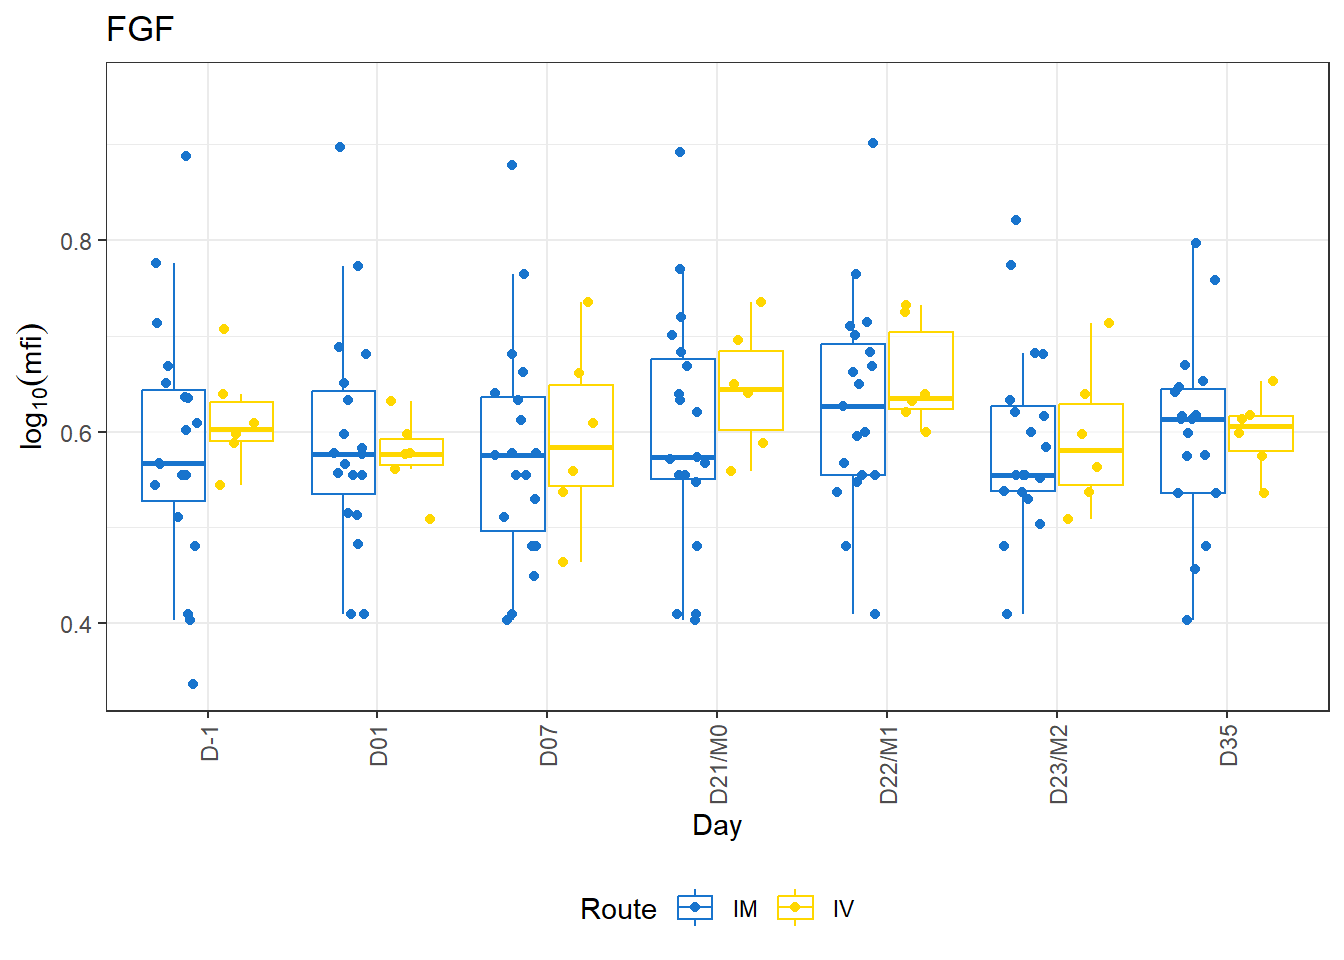 FGF
0.8
0.6
0.4
log10(mfi)
D-1
D01
D07
D21/M0
D22/M1
D23/M2
D35
Day
Route IM IV